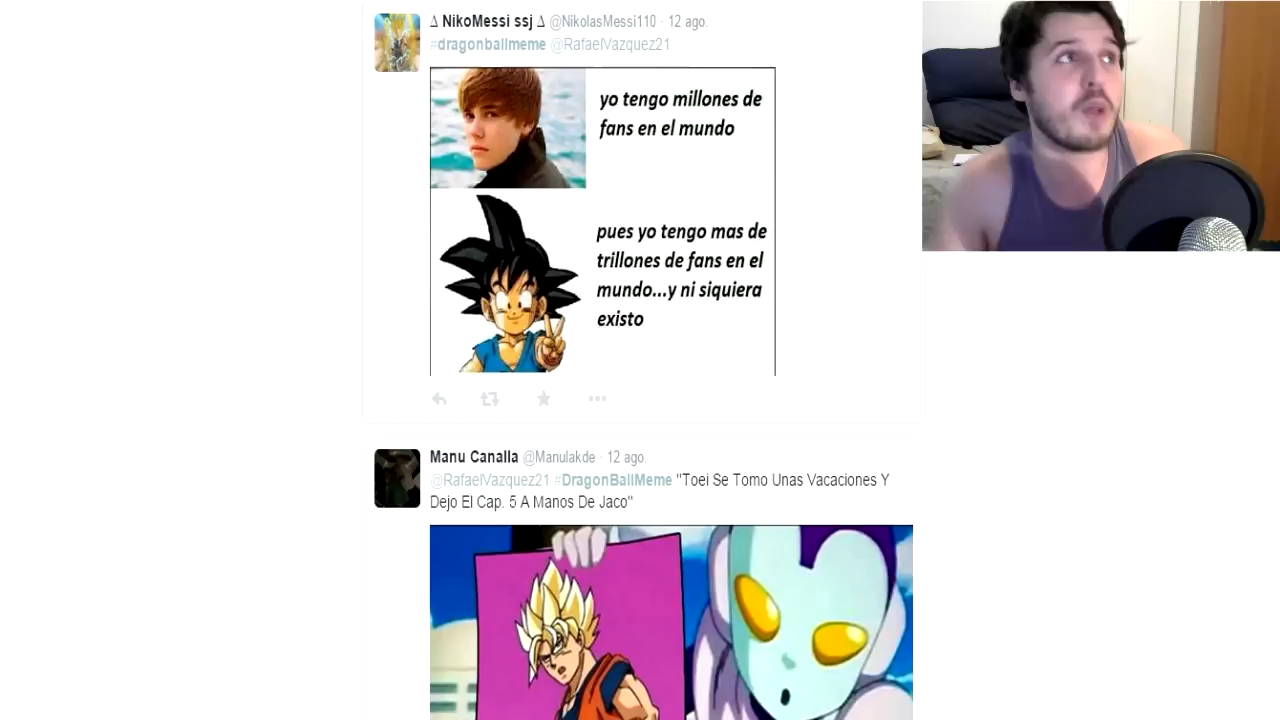 Δ NikoMessi ssj Δ @NikolasMessi110 · 12 ago.
#dragonballmeme @RafaelVazquez21
yo tengo millones de
fans en el mundo
pues yo tengo mas de
trillones de fans en el
mundo...y ni siquiera
existo
Manu Canalla @Manulakde · 12 ago.
@RafaelVazquez21 #DragonBallMeme "Toei Se Tomo Unas Vacaciones Y
Dejo El Cap. 5 A Manos De Jaco"